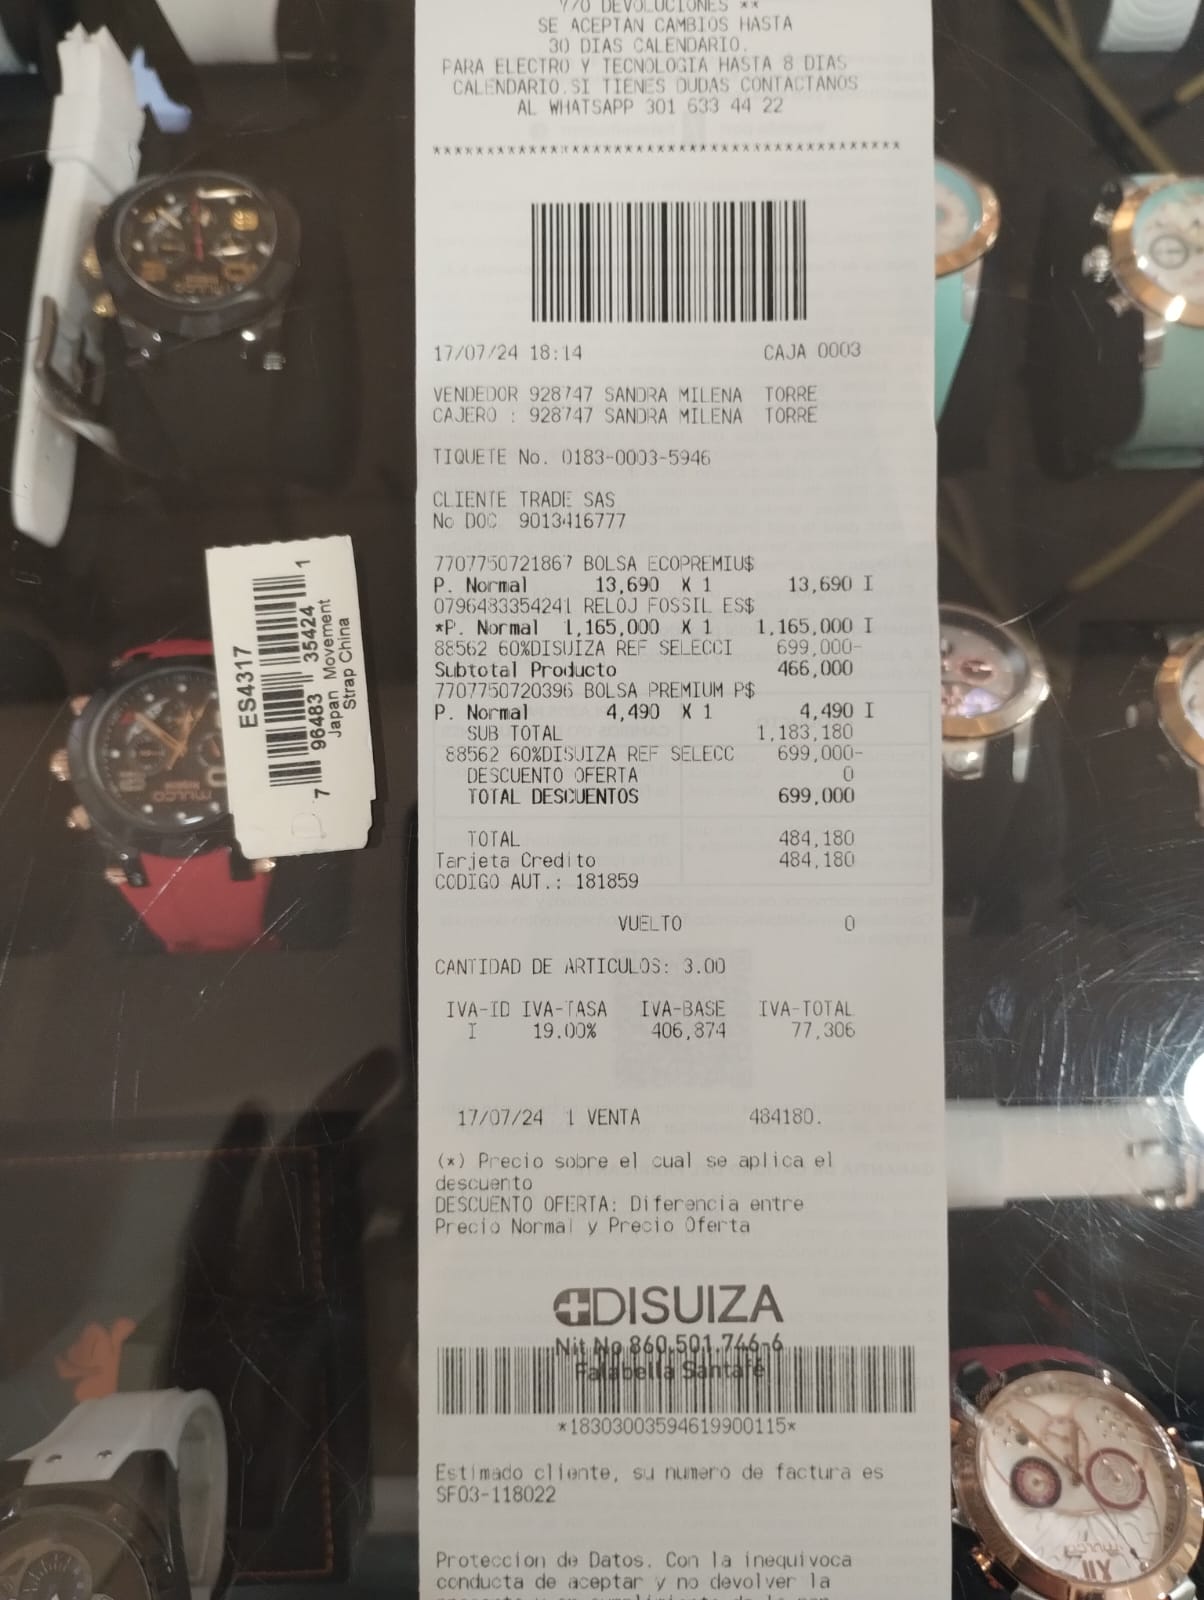 Y/O DEVOLUCIONES **
SE ACEPTAN CAMBIOS HASTA
30 DIAS CALENDARIO.
PARA ELECTRO Y TECNOLOGIA HASTA 8 DIAS
CALENDARIO.SI TIENES DUDAS CONTACTANOS
AL WHATSAPP 301 633 44 22
*******************************************
17/07/24 18:14 CAJA 0003
VENDEDOR 928747 SANDRA MILENA TORRE
CAJERO : 928747 SANDRA MILENA TORRE
TIQUETE No. 0183-0003-5946
CLIENTE TRADE SAS
No DOC 9013416777
7707750721867 BOLSA ECOPREMIU$
P. Normal 13,690 X 1 13,690 I
0796483354241 RELOJ FOSSIL ES$
*P. Normal 1,165,000 X 1 1,165,000 I
88562 60%DISUIZA REF SELECCI 699,000-
Subtotal Producto 466,000
7707750720396 BOLSA PREMIUM P$
P. Normal 4,490 X 1 4,490 I
SUB TOTAL 1,183,180
88562 60%DISUIZA REF SELECC 699,000-
DESCUENTO OFERTA 0
TOTAL DESCUENTOS 699,000
TOTAL 484,180
Tarjeta Credito 484,180
CODIGO AUT.: 181859
VUELTO 0
CANTIDAD DE ARTICULOS: 3.00
IVA-ID IVA-TASA IVA-BASE IVA-TOTAL
I 19.00% 406,874 77,306
17/07/24 1 VENTA 484180.
(*) Precio sobre el cual se aplica el
descuento
DESCUENTO OFERTA: Diferencia entre
Precio Normal y Precio Oferta
DISUIZA
Nit No 860.501.746-6
Falabella Santafé
*18303003594619900115*
Estimado cliente, su numero de factura es
SF03-118022
Proteccion de Datos. Con la inequivoca
conducta de aceptar y no devolver la
ES4317
7 96483 35424 1
Japan Movement
Strap China
MULCO